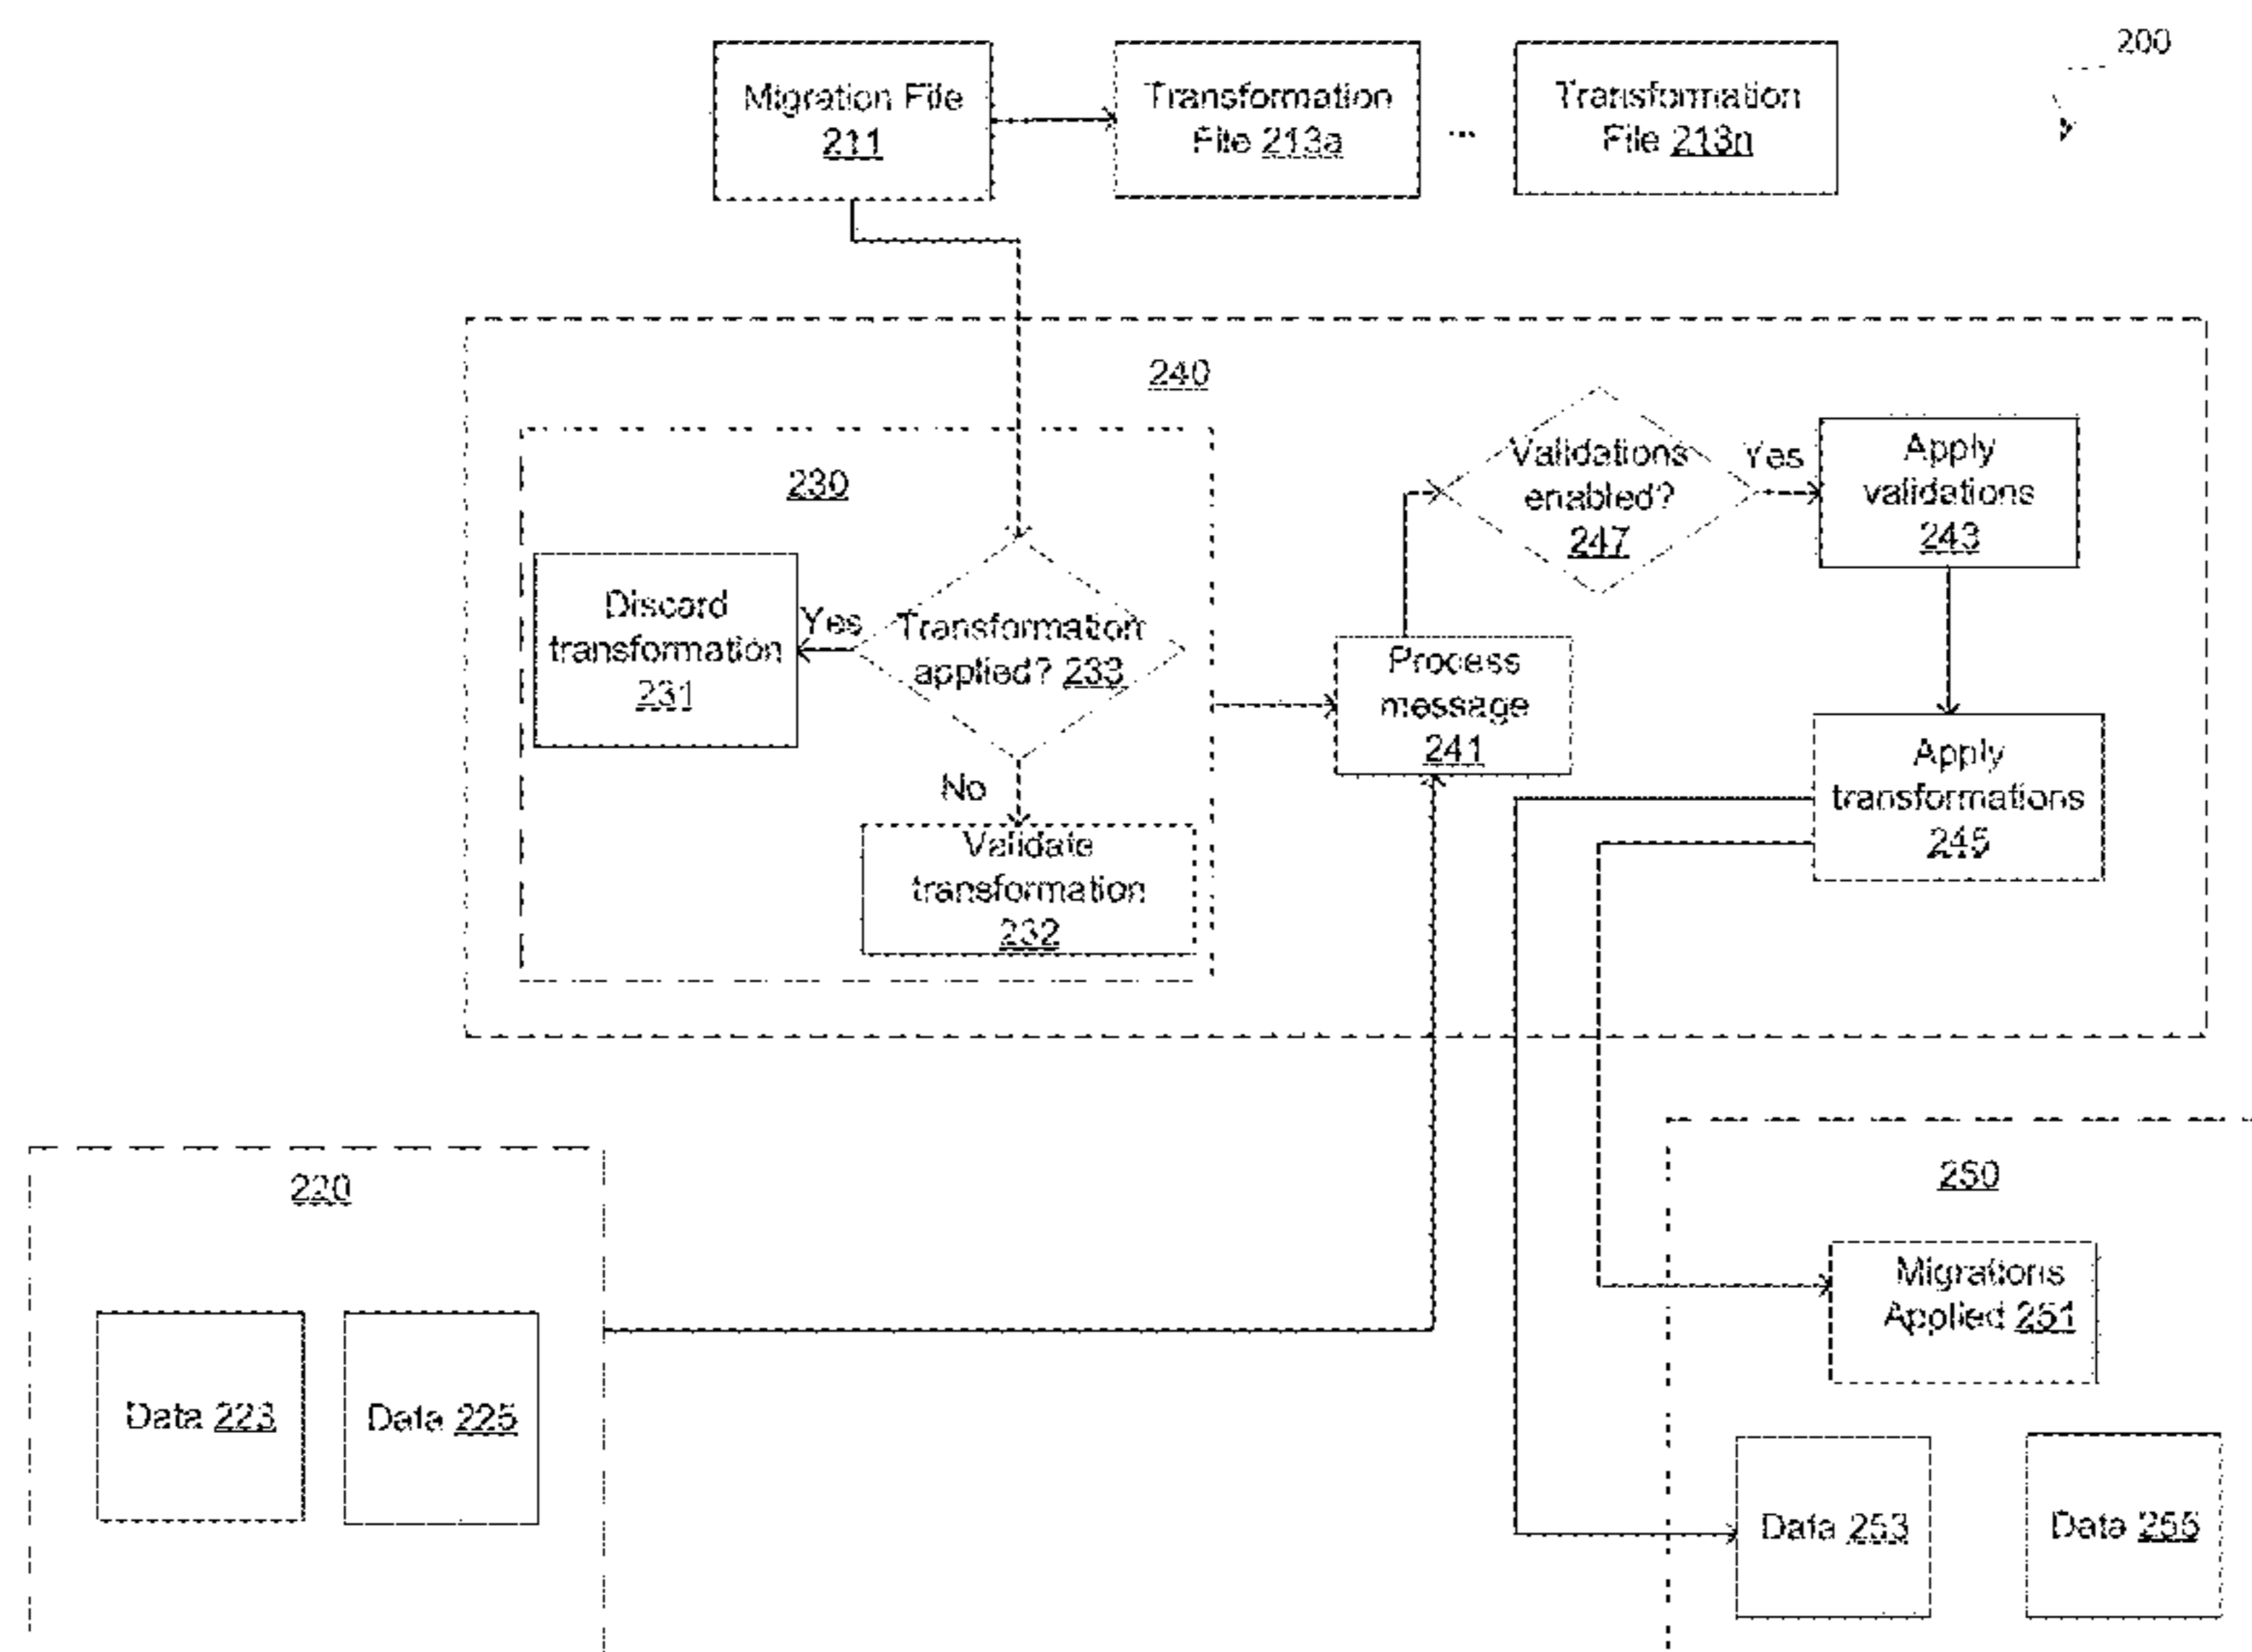 200
Migration File
211
Transformation
File 213a
...
Transformation
File 213n
240
230
Discard
transformation
231
Yes
Transformation
applied? 233
No
Validate
transformation
232
Process
message
241
Validations
enabled?
247
Yes
Apply
validations
243
Apply
transformations
245
220
Data 223
Data 225
250
Migrations
Applied 251
Data 253
Data 255